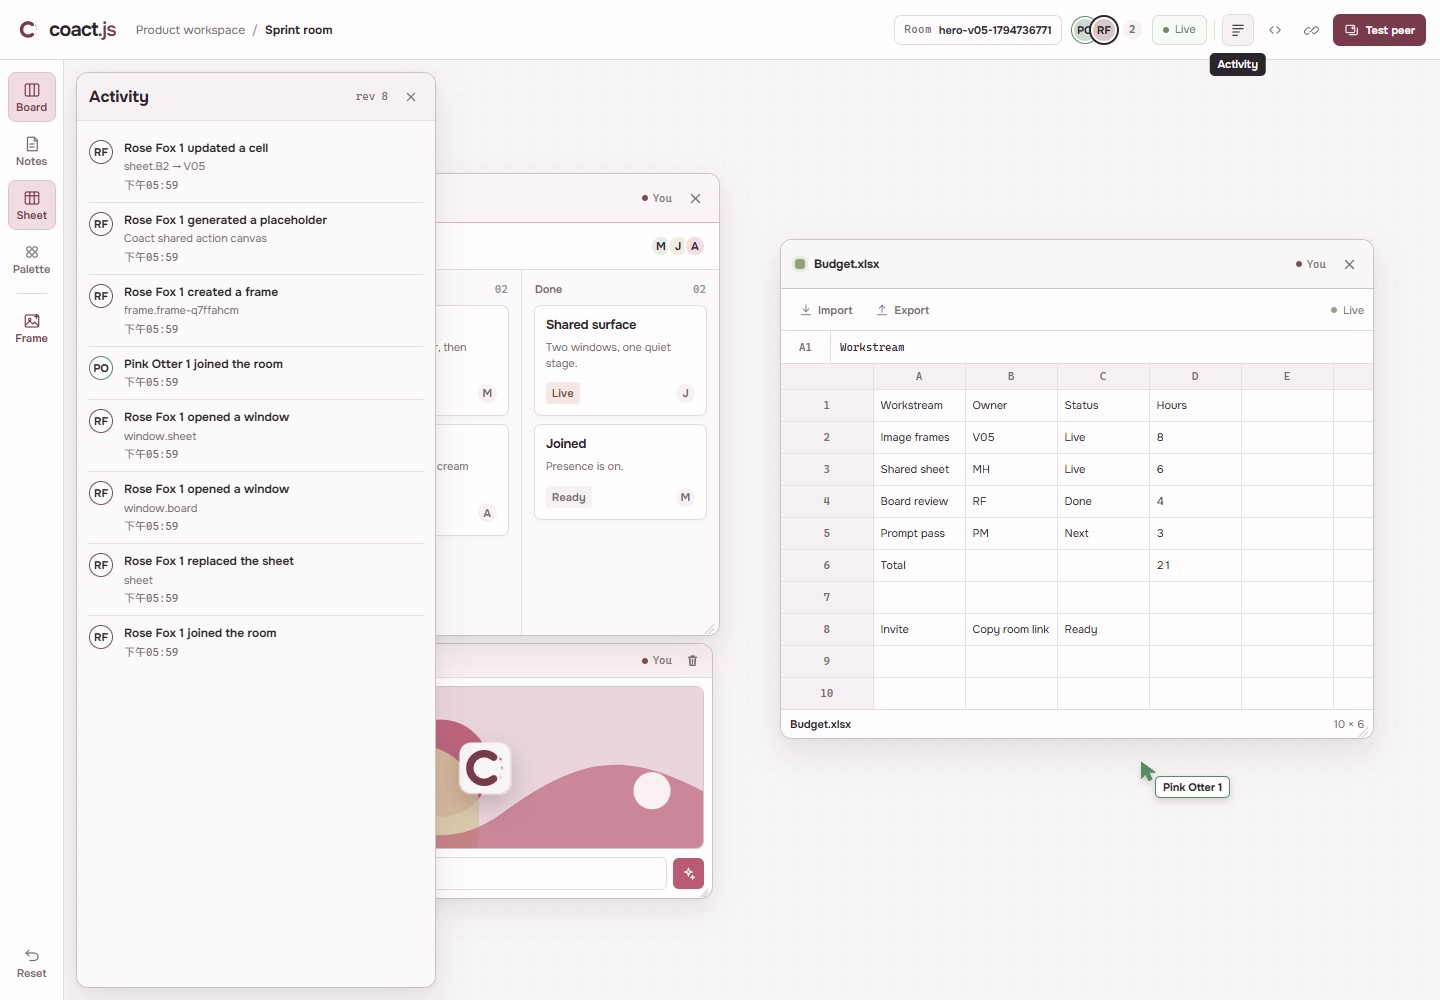 coact.js
Product workspace / Sprint room
Room hero-v05-1794736771
PO RF 2
Live
Test peer
Activity
Board
Notes
Sheet
Palette
Frame
Reset
Activity
rev 8
RF
Rose Fox 1 updated a cell
sheet.B2 → V05
下午05:59
RF
Rose Fox 1 generated a placeholder
Coact shared action canvas
下午05:59
RF
Rose Fox 1 created a frame
frame.frame-q7ffahcm
下午05:59
PO
Pink Otter 1 joined the room
下午05:59
RF
Rose Fox 1 opened a window
window.sheet
下午05:59
RF
Rose Fox 1 opened a window
window.board
下午05:59
RF
Rose Fox 1 replaced the sheet
sheet
下午05:59
RF
Rose Fox 1 joined the room
下午05:59
You
M J A
02
, then
M
cream
A
Done 02
Shared surface
Two windows, one quiet
stage.
Live J
Joined
Presence is on.
Ready M
You
Budget.xlsx
You
Import Export
Live
A1 Workstream
A B C D E
1 Workstream Owner Status Hours
2 Image frames V05 Live 8
3 Shared sheet MH Live 6
4 Board review RF Done 4
5 Prompt pass PM Next 3
6 Total 21
7
8 Invite Copy room link Ready
9
10
Budget.xlsx 10 × 6
Pink Otter 1